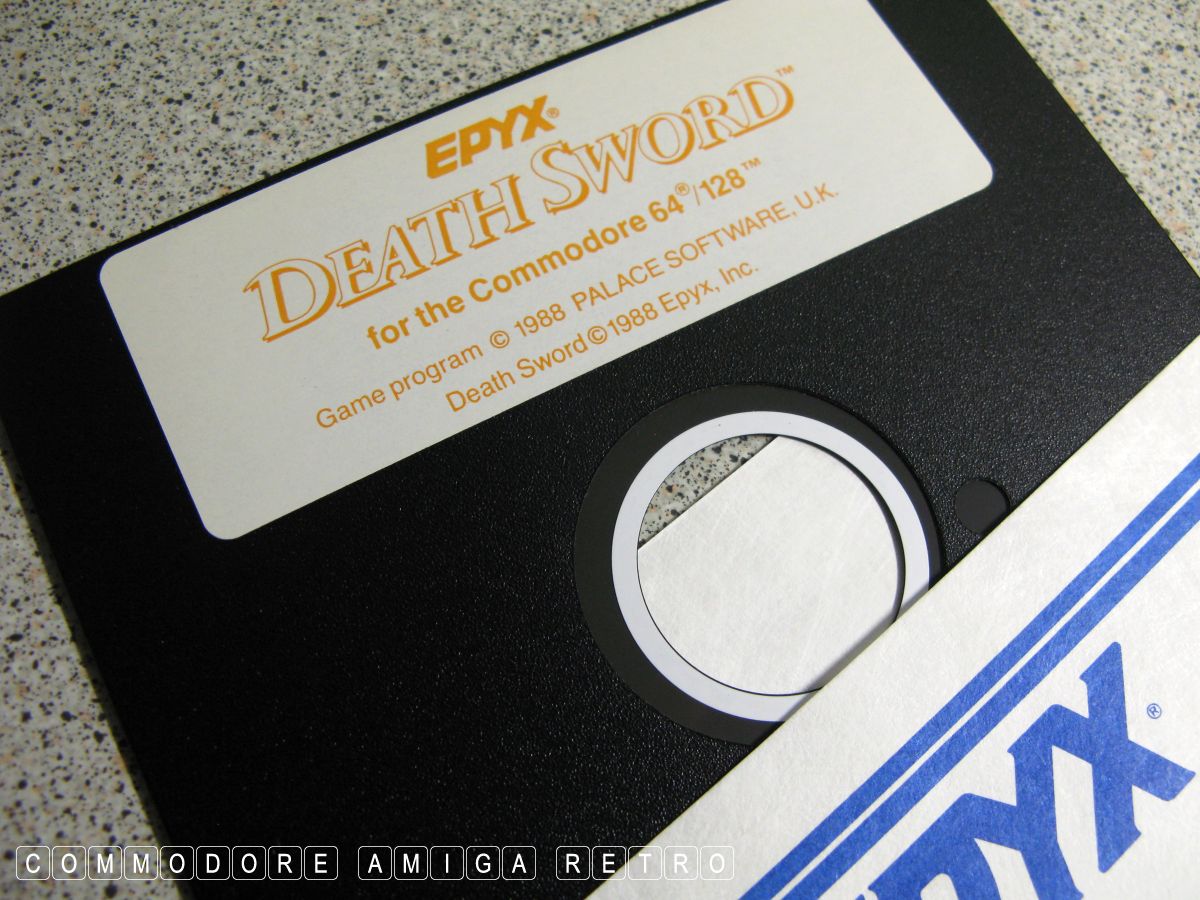 EPYX®
DEATH SWORD™
for the Commodore 64®/128™
Game program © 1988 PALACE SOFTWARE, U.K.
Death Sword © 1988 Epyx, Inc.
EPYX®
COMMODORE AMIGA RETRO